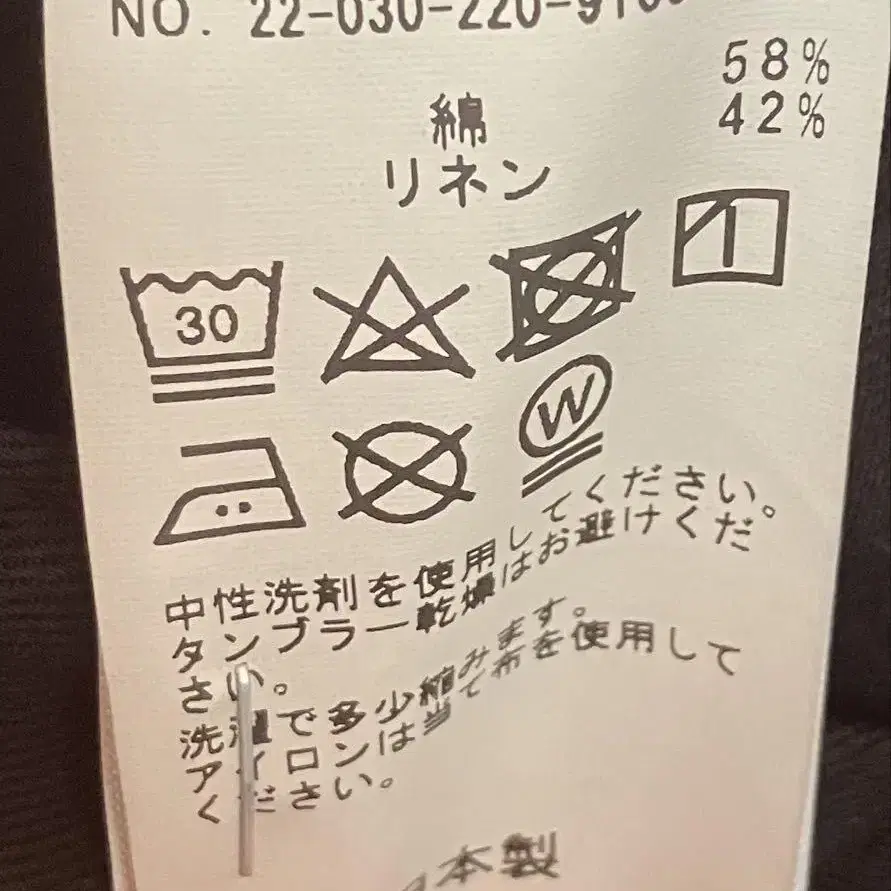 NO. 22-030-220-91
58%
綿 42%
リネン
30
W
中性洗剤を使用してください。
タンブラー乾燥はお避けくだ
さい。
洗濯で多少縮みます。
アイロンは当て布を使用して
ください。
本製